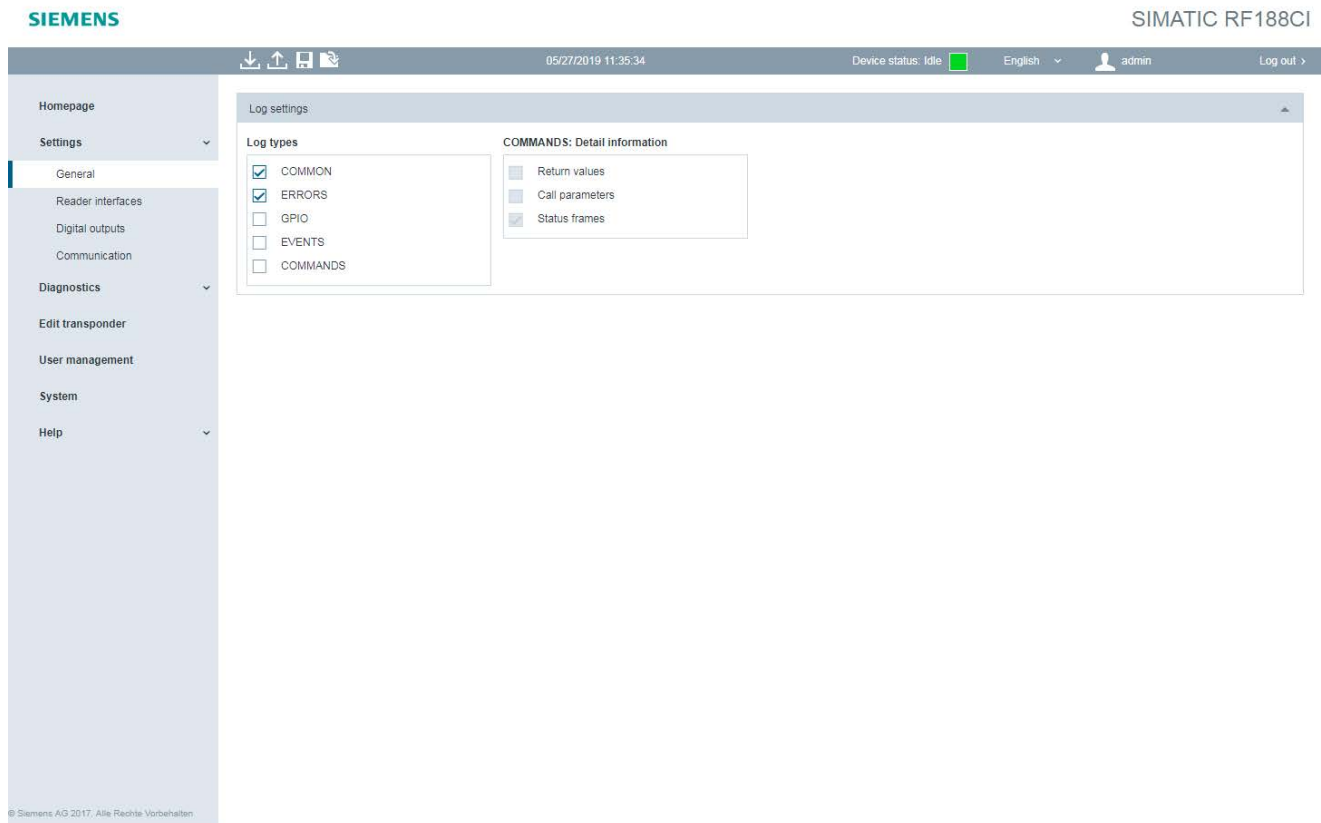 SIEMENS
SIMATIC RF188CI
05/27/2019 11:35:34
Device status: Idle
English
admin
Log out >
Homepage
Settings
General
Reader interfaces
Digital outputs
Communication
Diagnostics
Edit transponder
User management
System
Help
Log settings
Log types
COMMON
ERRORS
GPIO
EVENTS
COMMANDS
COMMANDS: Detail information
Return values
Call parameters
Status frames
© Siemens AG 2017, Alle Rechte Vorbehalten